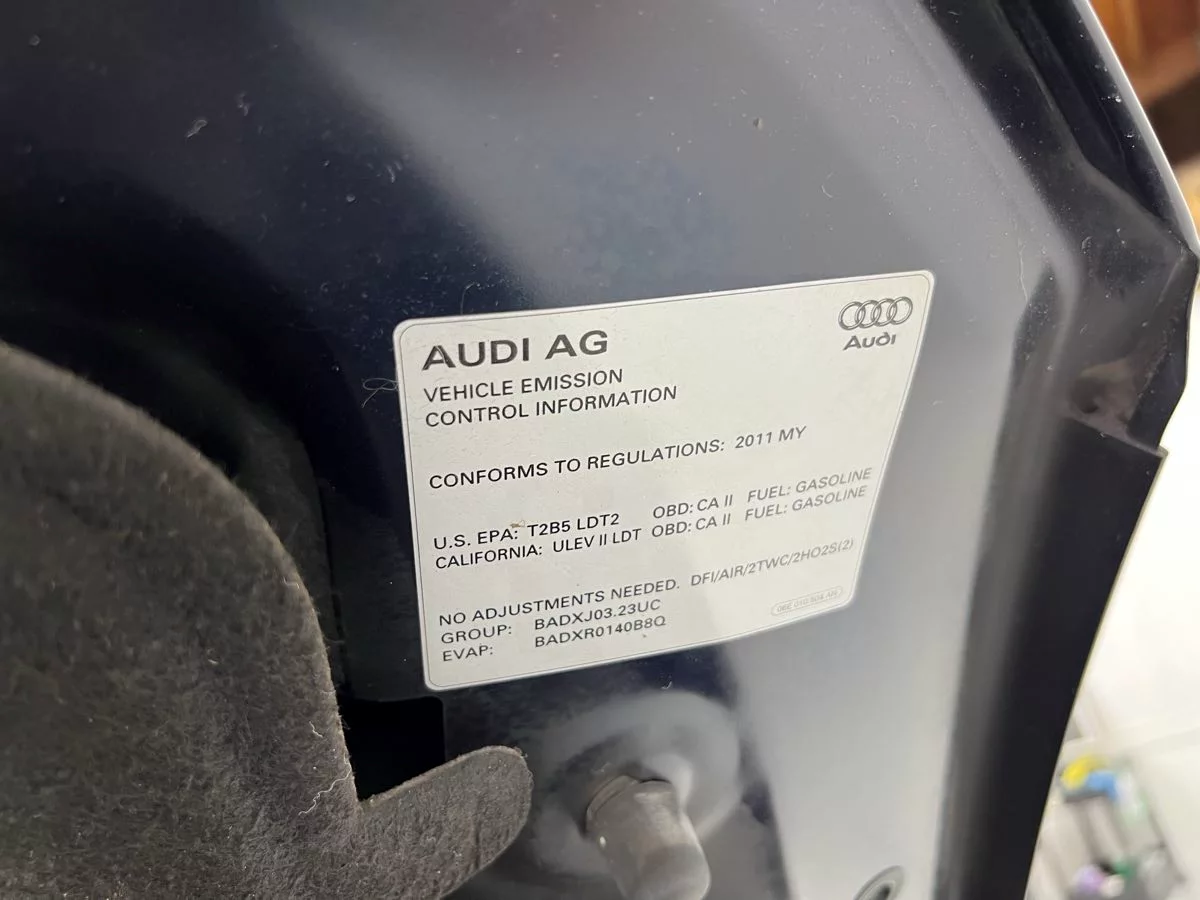 AUDI AG
Audi
VEHICLE EMISSION
CONTROL INFORMATION
CONFORMS TO REGULATIONS: 2011 MY
U.S. EPA: T2B5 LDT2 OBD: CA II FUEL: GASOLINE
CALIFORNIA: ULEV II LDT OBD: CA II FUEL: GASOLINE
NO ADJUSTMENTS NEEDED. DFI/AIR/2TWC/2HO2S(2)
GROUP: BADXJ03.23UC
EVAP: BADXR0140B8Q